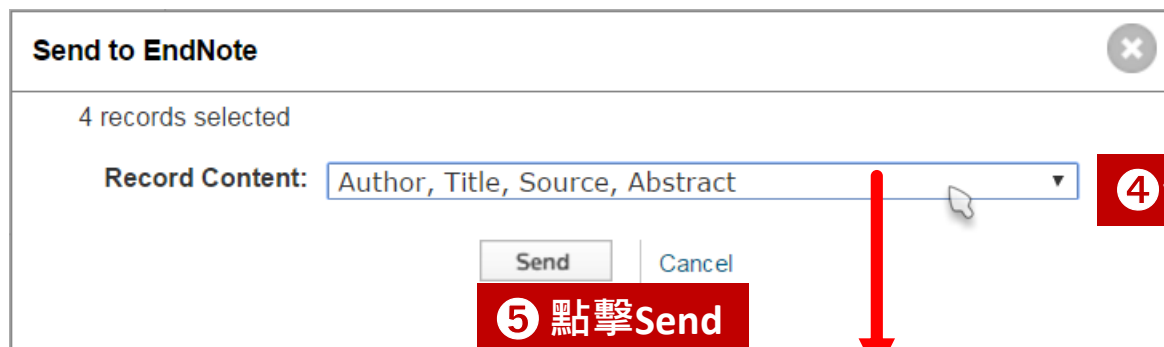 Send to EndNote
4 records selected
Record Content: Author, Title, Source, Abstract
❹
Send Cancel
❺ 點擊Send